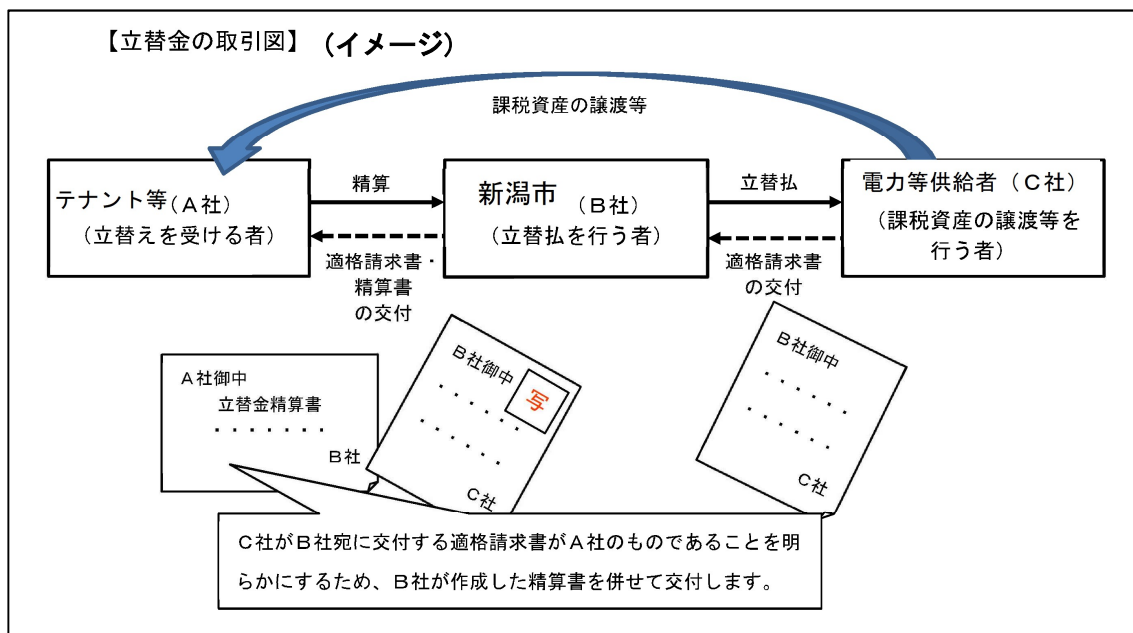 【立替金の取引図】 (イメージ)
課税資産の譲渡等
テナント等(A社)
(立替えを受ける者)
精算
適格請求書・
精算書
の交付
新潟市 (B社)
(立替払を行う者)
立替払
適格請求書
の交付
電力等供給者(C社)
(課税資産の譲渡等を
行う者)
A社御中
立替金精算書
・・・・・・・
B社
B社御中
写
・・・・・・
・・・・・・
C社
B社御中
・・・・・・
・・・・・・
C社
C社がB社宛に交付する適格請求書がA社のものであることを明
らかにするため、B社が作成した精算書を併せて交付します。